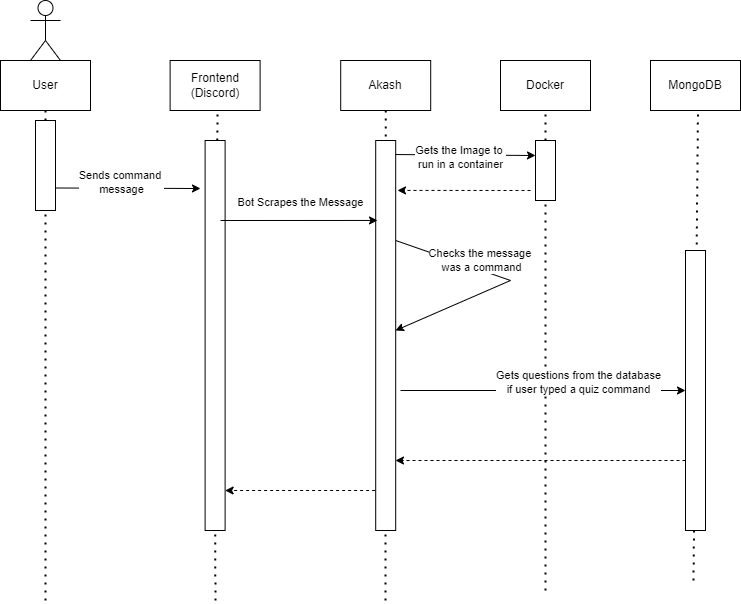 User
Frontend
(Discord)
Akash
Docker
MongoDB
Gets the Image to
run in a container
Sends command
message
Bot Scrapes the Message
Checks the message
was a command
Gets questions from the database
if user typed a quiz command